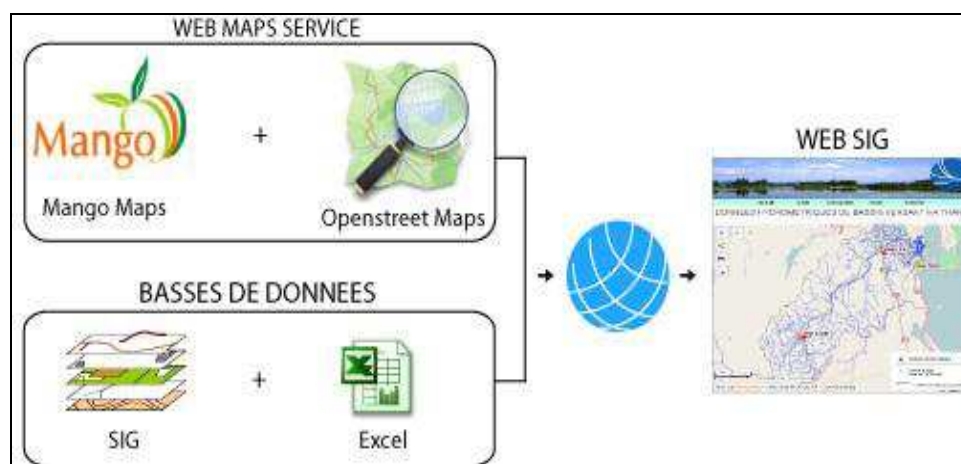 WEB MAPS SERVICE
Mango
+
Mango Maps
Openstreet Maps
BASSES DE DONNEES
+
X
SIG
Excel
WEB SIG